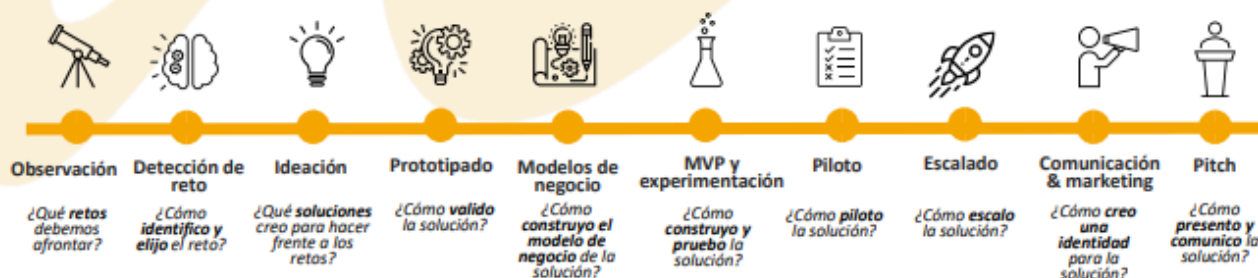 Observación
¿Qué retos
debemos
afrontar?
Detección de
reto
¿Cómo
identifico y
elijo el reto?
Ideación
¿Qué soluciones
creo para hacer
frente a los
retos?
Prototipado
¿Cómo valido
la solución?
Modelos de
negocio
¿Cómo
construyo el
modelo de
negocio de la
solución?
MVP y
experimentación
¿Cómo
construyo y
pruebo la
solución?
Piloto
¿Cómo piloto
la solución?
Escalado
¿Cómo escalo
la solución?
Comunicación
& marketing
¿Cómo creo
una
identidad
para la
solución?
Pitch
¿Cómo
presento y
comunico la
solución?